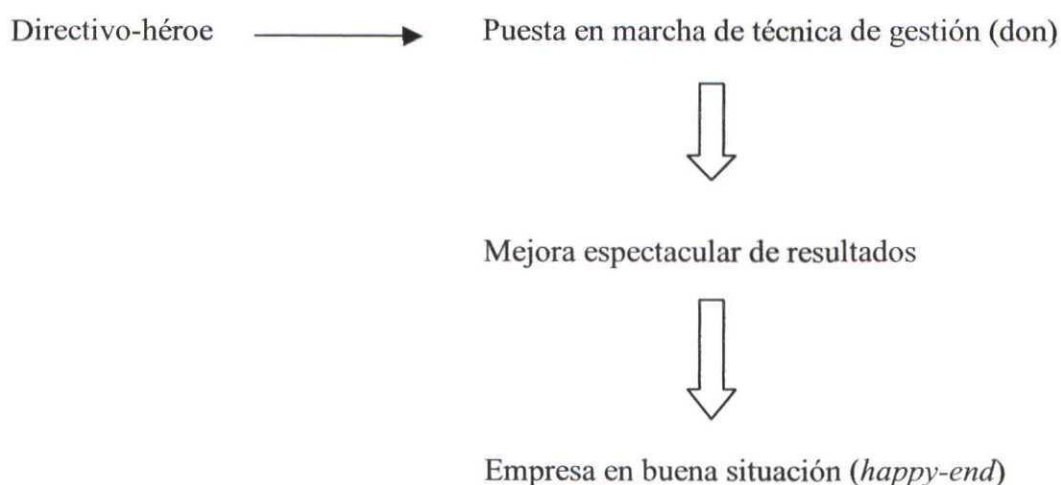 Directivo-héroe
Puesta en marcha de técnica de gestión (don)
Mejora espectacular de resultados
Empresa en buena situación (happy-end)